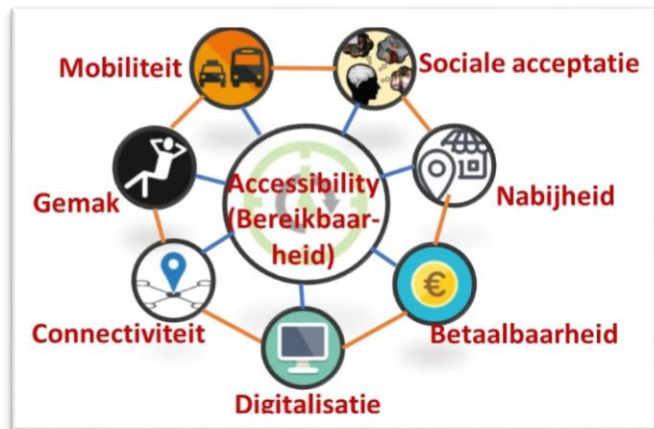 Mobiliteit
Sociale acceptatie
Gemak
Accessibility
(Bereikbaar-
heid)
Nabijheid
Connectiviteit
€
Betaalbaarheid
Digitalisatie